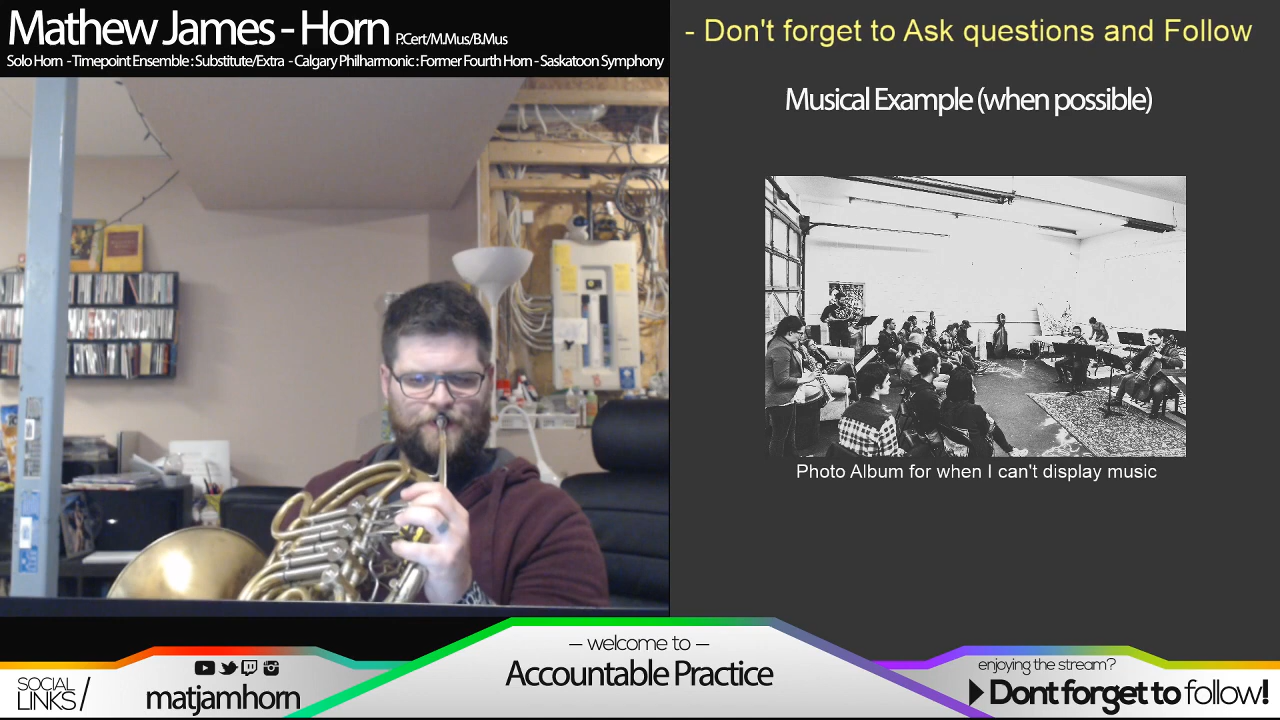 Mathew James - Horn P.Cert/M.Mus/B.Mus
Solo Horn - Timepoint Ensemble : Substitute/Extra - Calgary Philharmonic : Former Fourth Horn - Saskatoon Symphony
- Don't forget to Ask questions and Follow
Musical Example (when possible)
Photo Album for when I can't display music
SOCIAL
LINKS /
matjamhorn
– welcome to –
Accountable Practice
enjoying the stream?
Dont forget to follow!